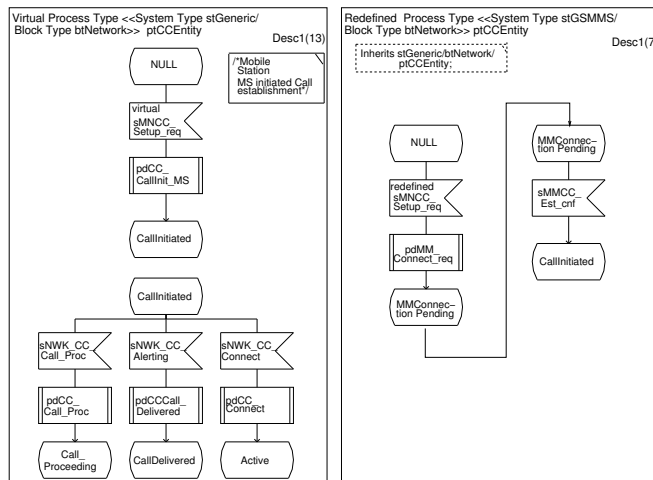 Virtual Process Type <<System Type stGeneric/
Block Type btNetwork>> ptCCEntity
Desc1(13)
NULL
/*Mobile
Station
MS initiated Call
establishment*/
virtual
sMNCC_
Setup_req
pdCC_
CallInit_MS
CallInitiated
CallInitiated
sNWK_CC_
Call_Proc
sNWK_CC_
Alerting
sNWK_CC_
Connect
pdCC_
Call_Proc
pdCCCall_
Delivered
pdCC_
Connect
Call_
Proceeding
CallDelivered
Active
Redefined Process Type <<System Type stGSMMS/
Block Type btNetwork>> ptCCEntity
Desc1(7
Inherits stGeneric/btNetwork/
ptCCEntity;
NULL
redefined
sMNCC_
Setup_req
pdMM_
Connect_req
MMConnec–
tion Pending
MMConnec–
tion Pending
sMMCC_
Est_cnf
CallInitiated